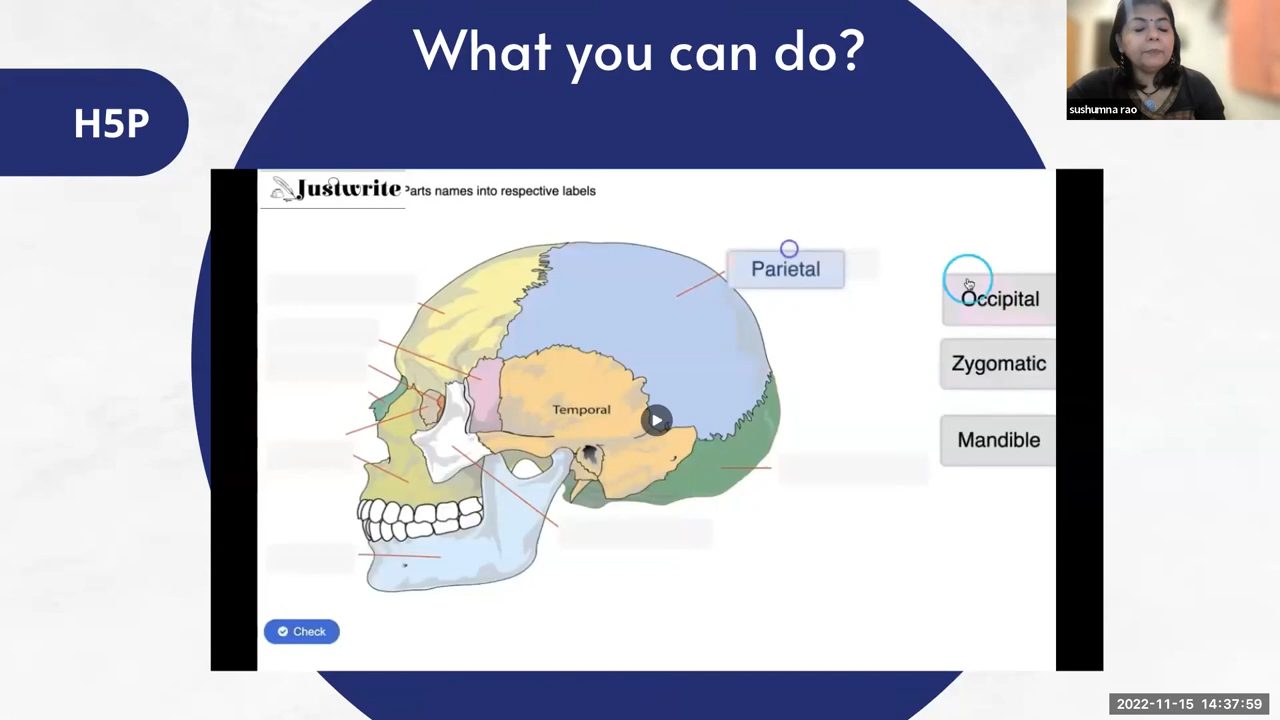 What you can do?
H5P
sushumna rao
Justwrite
Parts names into respective labels
Parietal
Occipital
Zygomatic
Temporal
Mandible
Check
2022-11-15 14:37:59